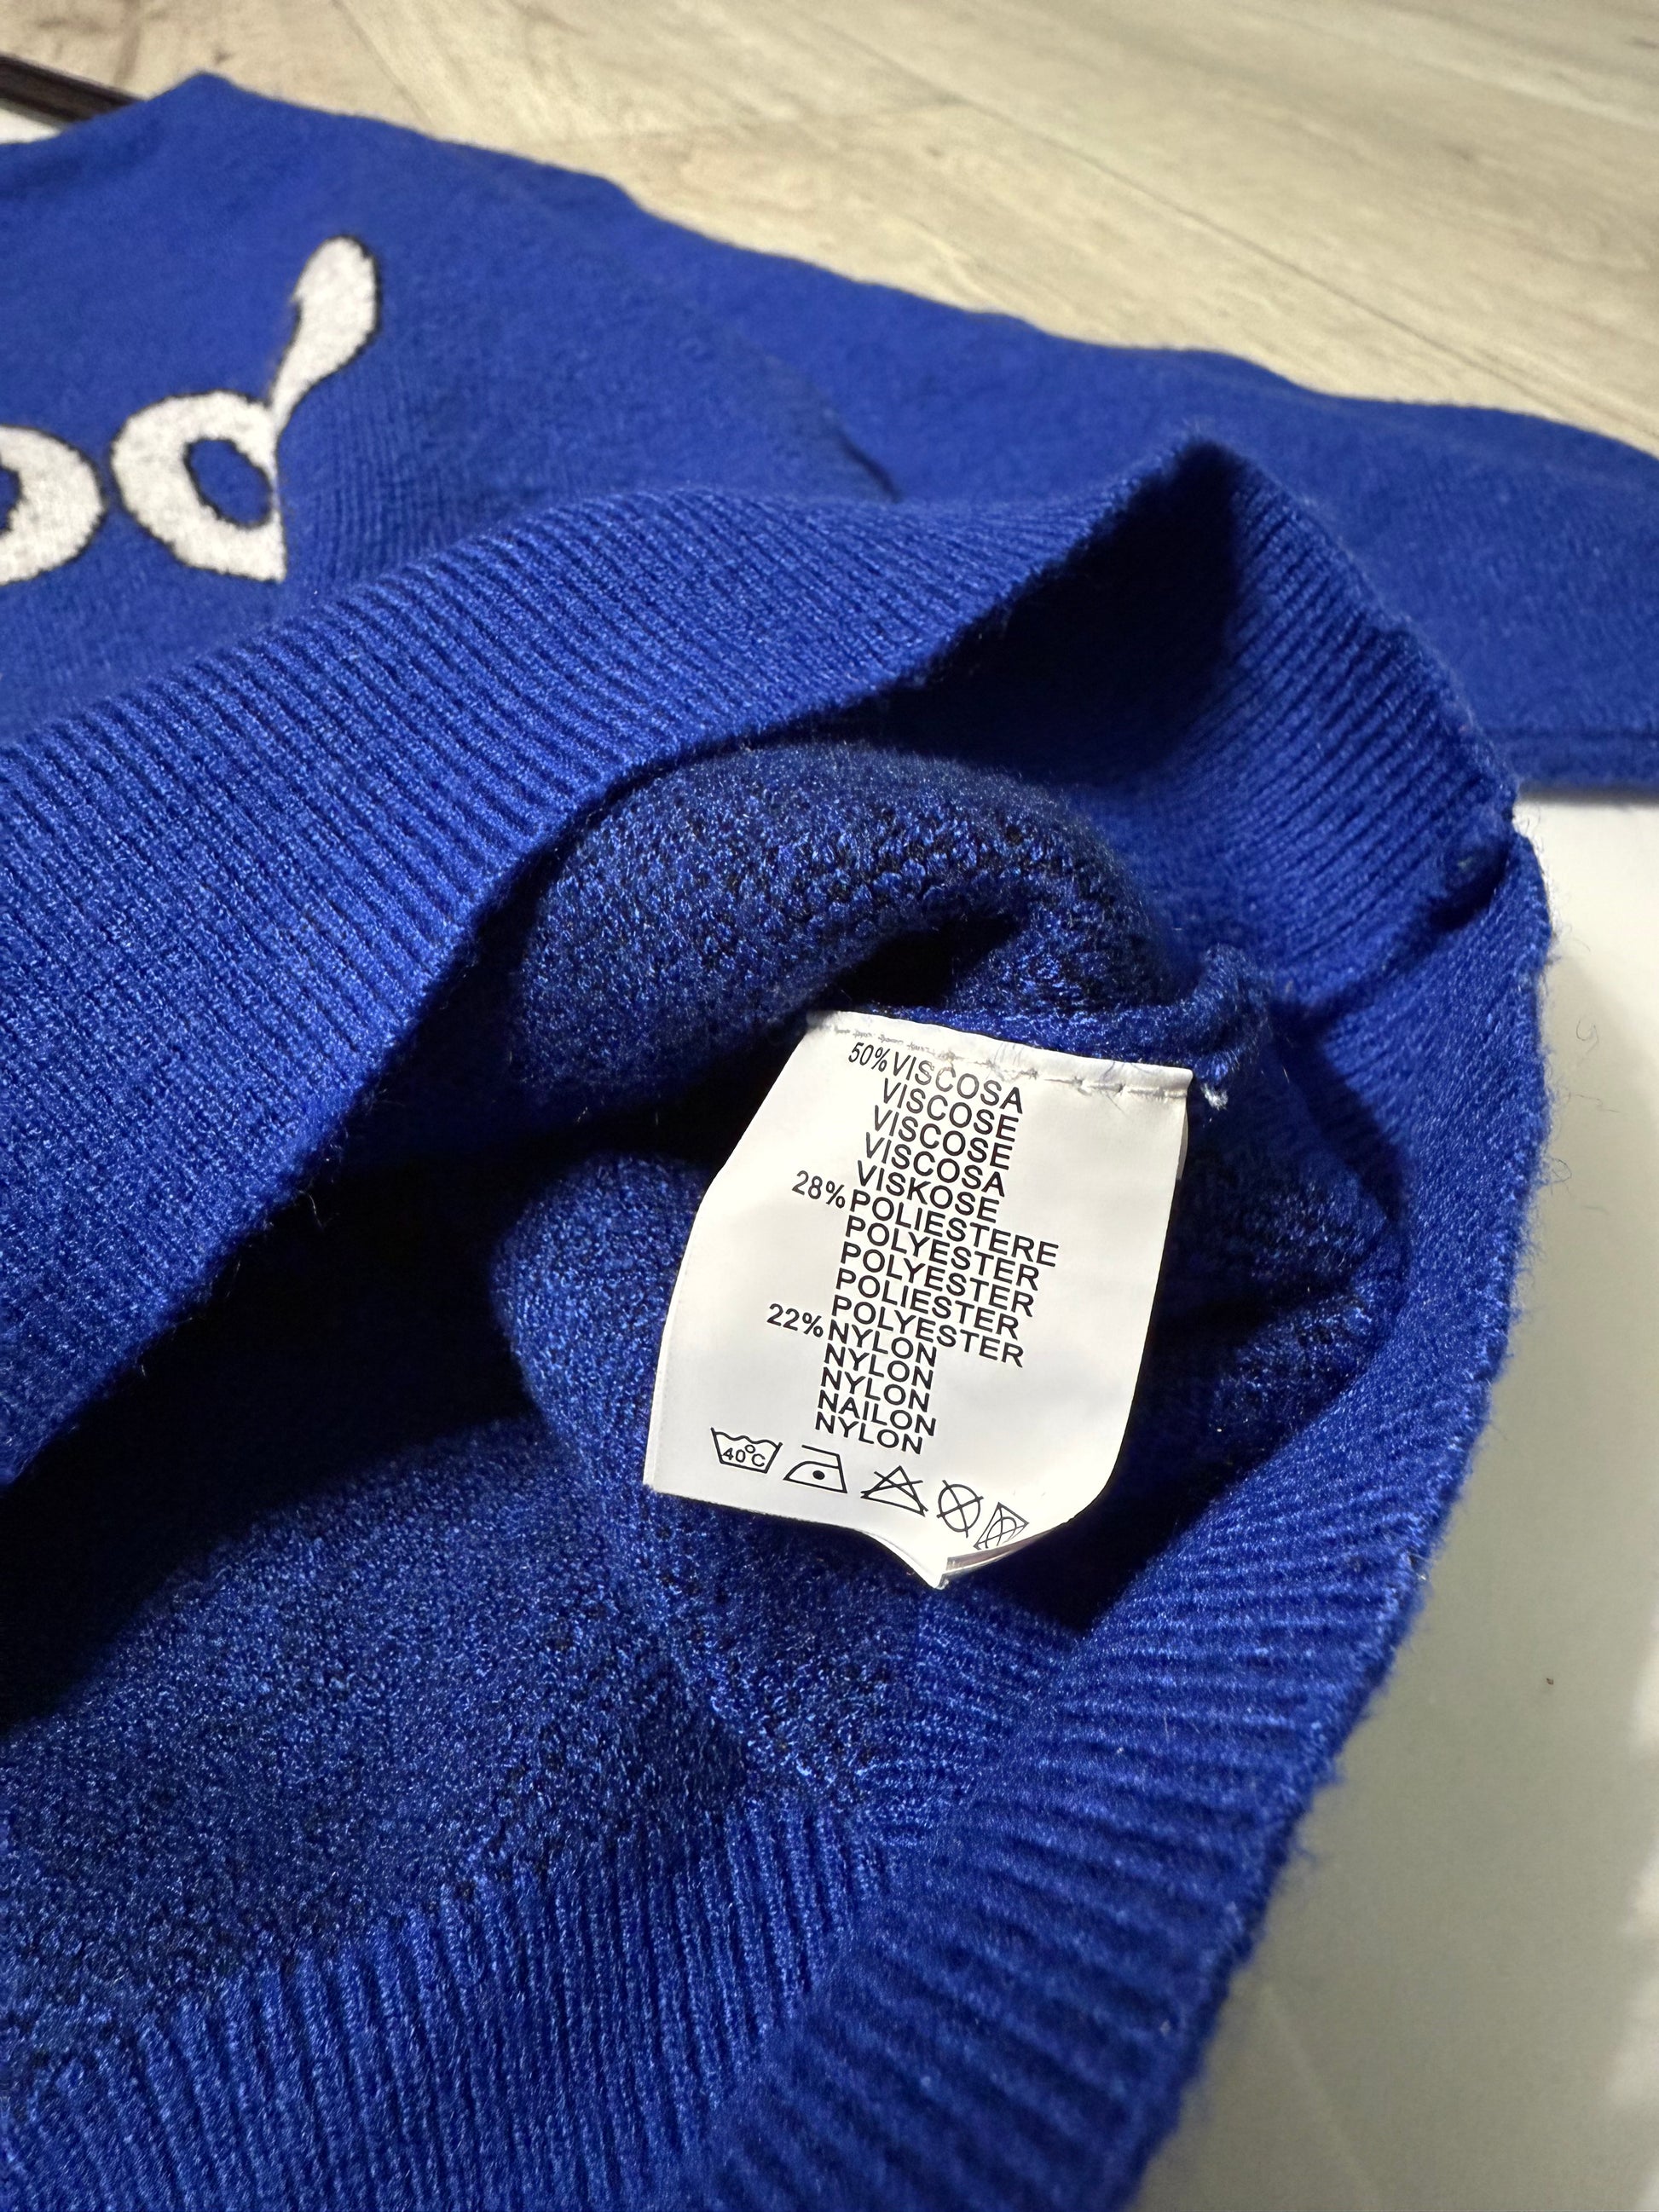 od
50% VISCOSA
VISCOSE
VISCOSE
VISCOSA
VISKOSE
28% POLIESTERE
POLYESTER
POLYESTER
POLIESTER
POLYESTER
22% NYLON
NYLON
NYLON
NAILON
NYLON
40°C